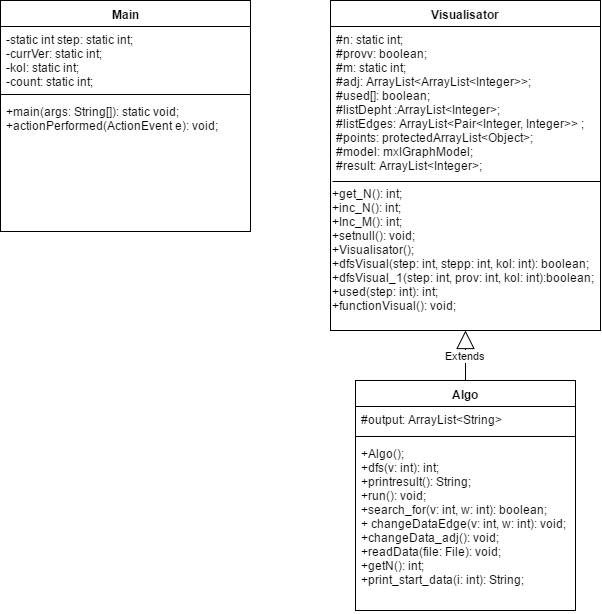 Main
-static int step: static int;
-currVer: static int;
-kol: static int;
-count: static int;
+main(args: String[]): static void;
+actionPerformed(ActionEvent e): void;
Visualisator
#n: static int;
#provv: boolean;
#m: static int;
#adj: ArrayList<ArrayList<Integer>>;
#used[]: boolean;
#listDepht :ArrayList<Integer>;
#listEdges: ArrayList<Pair<Integer, Integer>> ;
#points: protectedArrayList<Object>;
#model: mxIGraphModel;
#result: ArrayList<Integer>;
+get_N(): int;
+inc_N(): int;
+Inc_M(): int;
+setnull(): void;
+Visualisator();
+dfsVisual(step: int, stepp: int, kol: int): boolean;
+dfsVisual_1(step: int, prov: int, kol: int):boolean;
+used(step: int): int;
+functionVisual(): void;
Extends
Algo
#output: ArrayList<String>
+Algo();
+dfs(v: int): int;
+printresult(): String;
+run(): void;
+search_for(v: int, w: int): boolean;
+ changeDataEdge(v: int, w: int): void;
+changeData_adj(): void;
+readData(file: File): void;
+getN(): int;
+print_start_data(i: int): String;